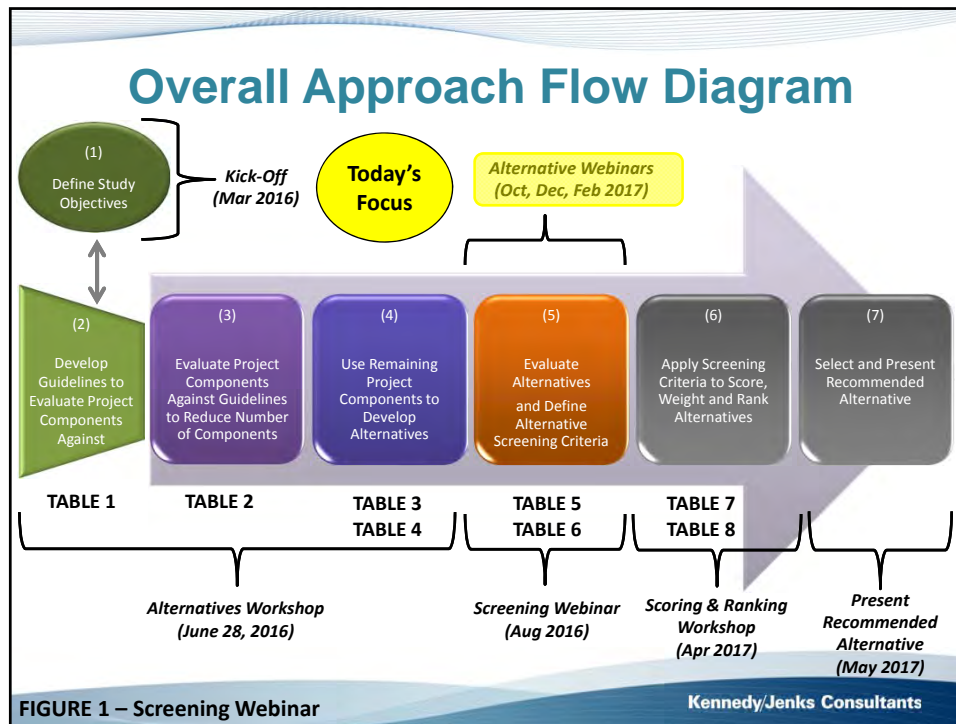 Overall Approach Flow Diagram
(1)
Define Study
Objectives
Kick-Off
(Mar 2016)
Today's
Focus
Alternative Webinars
(Oct, Dec, Feb 2017)
(2)
Develop
Guidelines to
Evaluate Project
Components
Against
(3)
Evaluate Project
Components
Against Guidelines
to Reduce Number
of Components
(4)
Use Remaining
Project
Components to
Develop
Alternatives
(5)
Evaluate
Alternatives
and Define
Alternative
Screening Criteria
(6)
Apply Screening
Criteria to Score,
Weight and Rank
Alternatives
(7)
Select and Present
Recommended
Alternative
TABLE 1
TABLE 2
TABLE 3
TABLE 4
TABLE 5
TABLE 6
TABLE 7
TABLE 8
Alternatives Workshop
(June 28, 2016)
Screening Webinar
(Aug 2016)
Scoring & Ranking
Workshop
(Apr 2017)
Present
Recommended
Alternative
(May 2017)
FIGURE 1 – Screening Webinar
Kennedy/Jenks Consultants